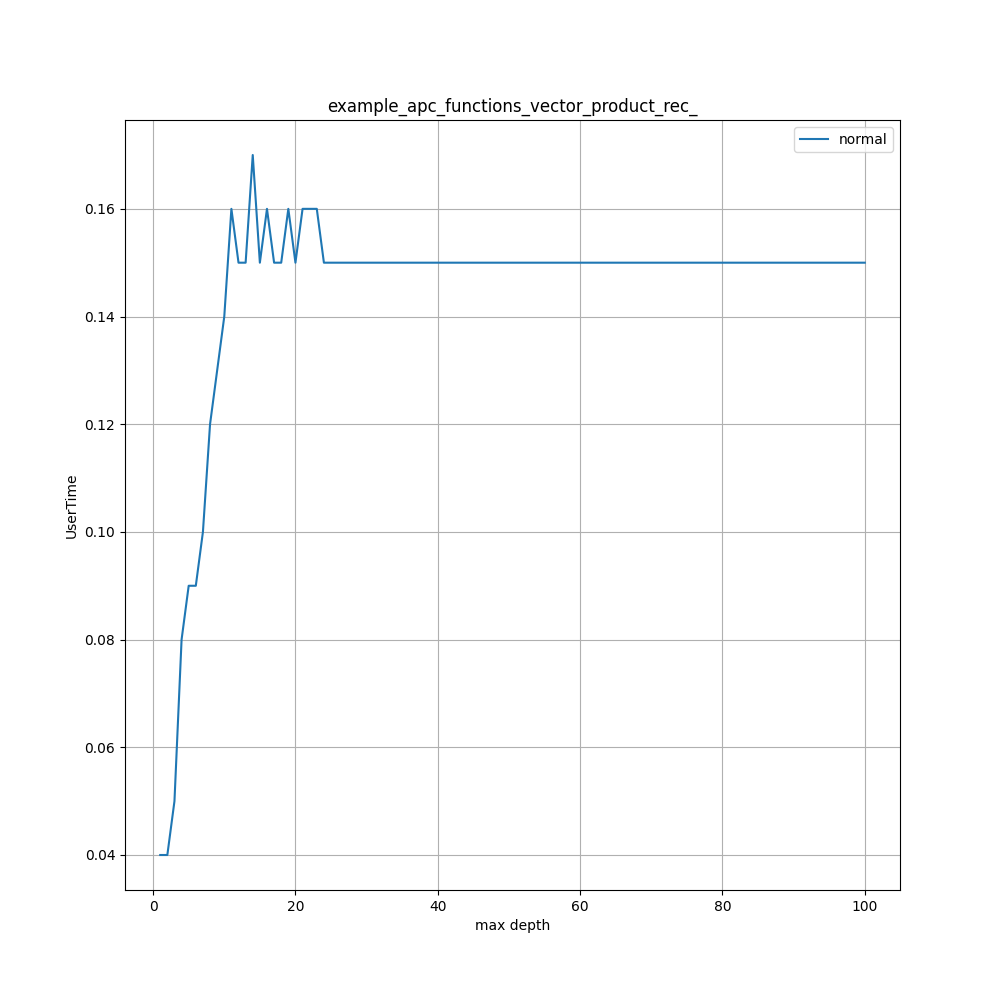 example_apc_functions_vector_product_rec_
normal
UserTime
0.16
0.14
0.12
0.10
0.08
0.06
0.04
0 20 40 60 80 100
max depth